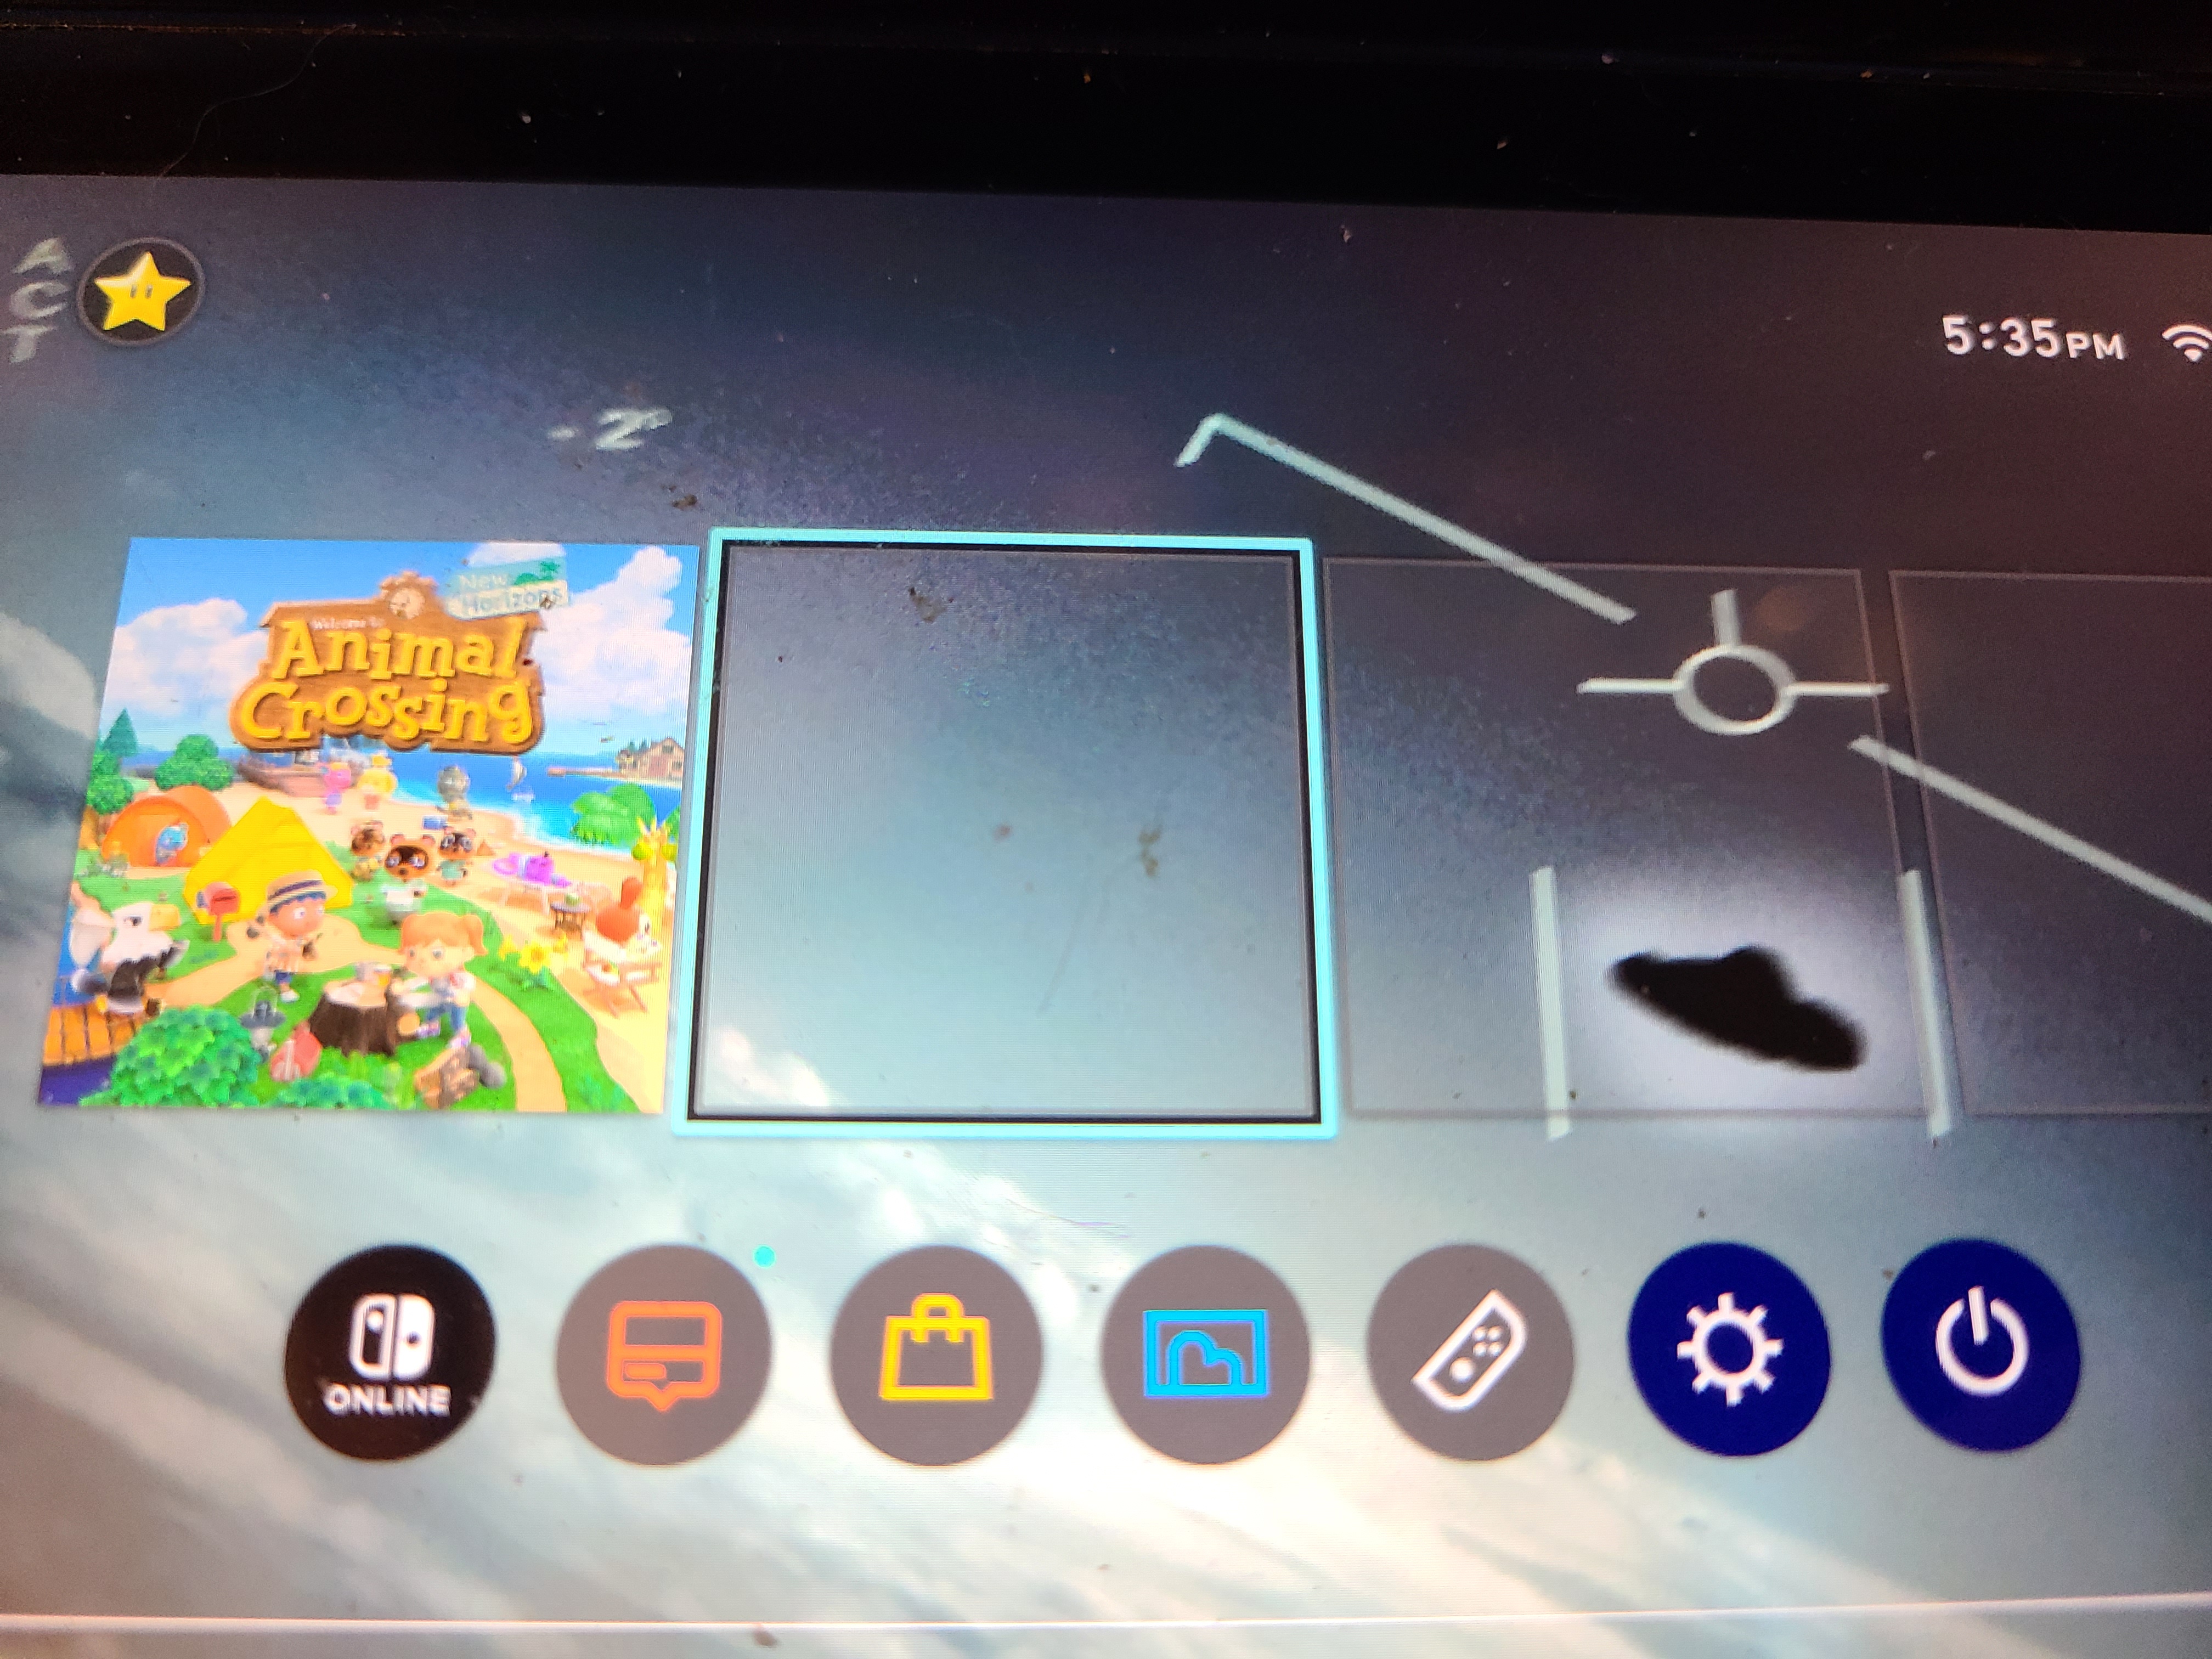 A
C
T
5:35PM
-Z
New
Horizons
Welcome to
Animal
Crossing
ONLINE